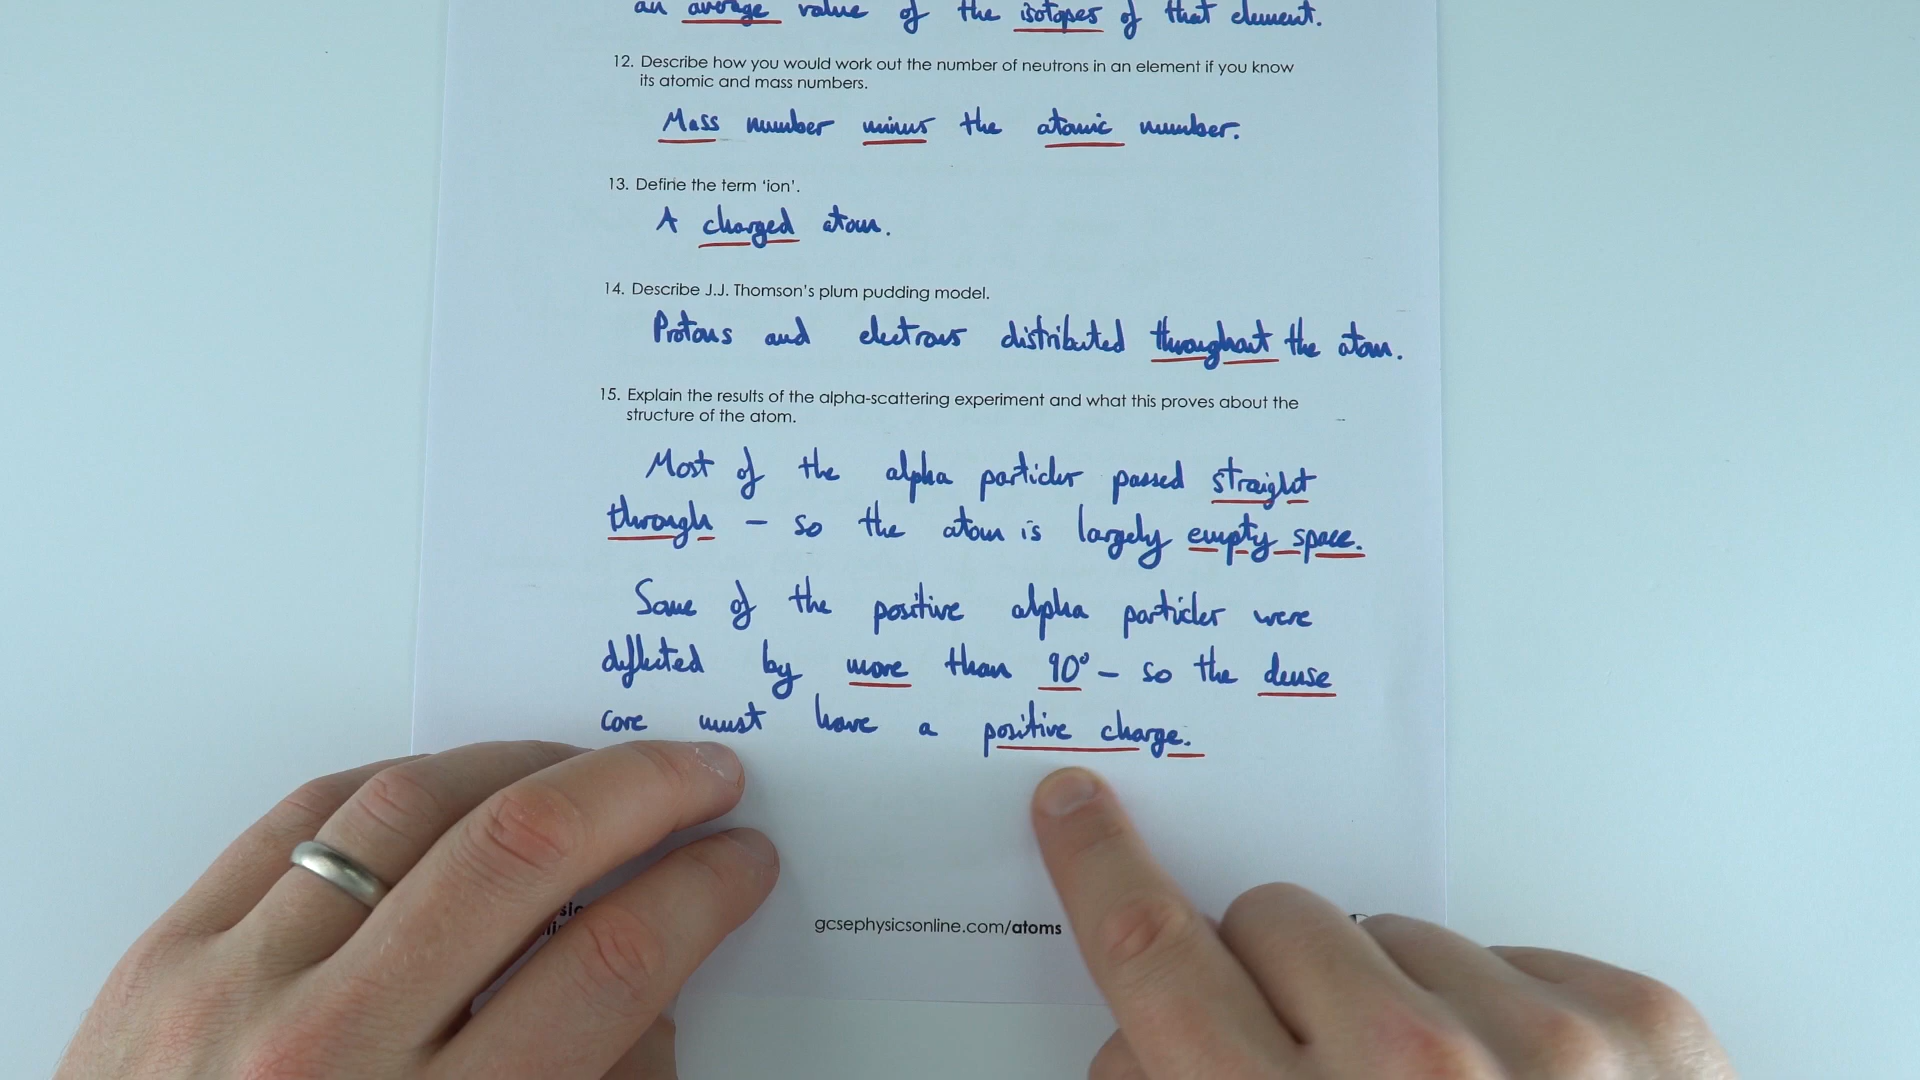 an average value of the isotopes of that element.
12. Describe how you would work out the number of neutrons in an element if you know
its atomic and mass numbers.
Mass number minus the atomic number.
13. Define the term ‘ion’.
A charged atom.
14. Describe J.J. Thomson’s plum pudding model.
Protons and electrons distributed throughout the atom.
15. Explain the results of the alpha-scattering experiment and what this proves about the
structure of the atom.
Most of the alpha particles passed straight
through – so the atom is largely empty space.
Some of the positive alpha particles were
deflected by more than 90° – so the dense
core must have a positive charge.
gcsephysicsonline.com/atoms